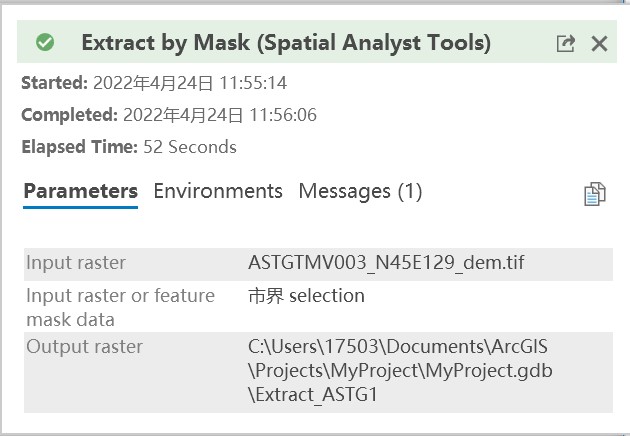 Extract by Mask (Spatial Analyst Tools)
Started: 2022年4月24日 11:55:14
Completed: 2022年4月24日 11:56:06
Elapsed Time: 52 Seconds
Parameters Environments Messages (1)
Input raster ASTGTMV003_N45E129_dem.tif
Input raster or feature 市界 selection
mask data
Output raster C:\Users\17503\Documents\ArcGIS
\Projects\MyProject\MyProject.gdb
\Extract_ASTG1